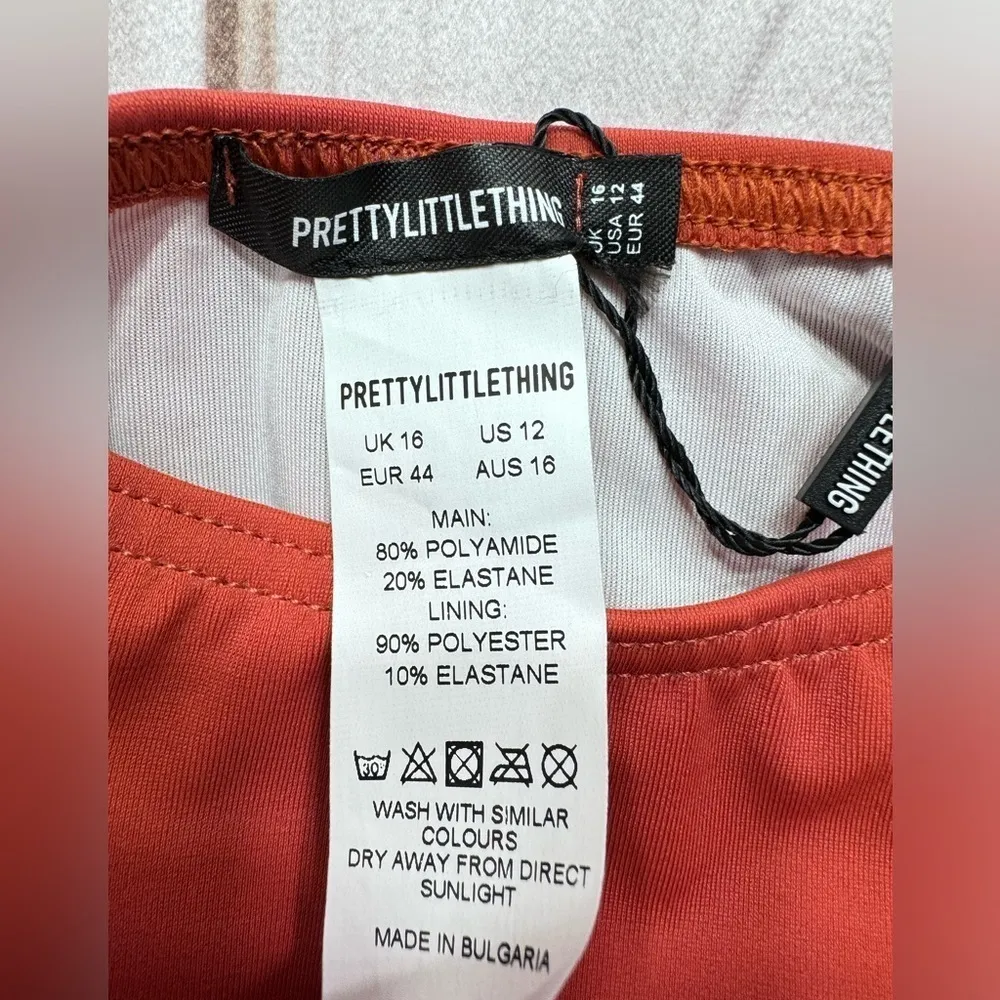 PRETTYLITTLETHING
UK 16
USA 12
EUR 44
PRETTYLITTLETHING
UK 16 US 12
EUR 44 AUS 16
MAIN:
80% POLYAMIDE
20% ELASTANE
LINING:
90% POLYESTER
10% ELASTANE
30
WASH WITH SIMILAR
COLOURS
DRY AWAY FROM DIRECT
SUNLIGHT
MADE IN BULGARIA
LETHING